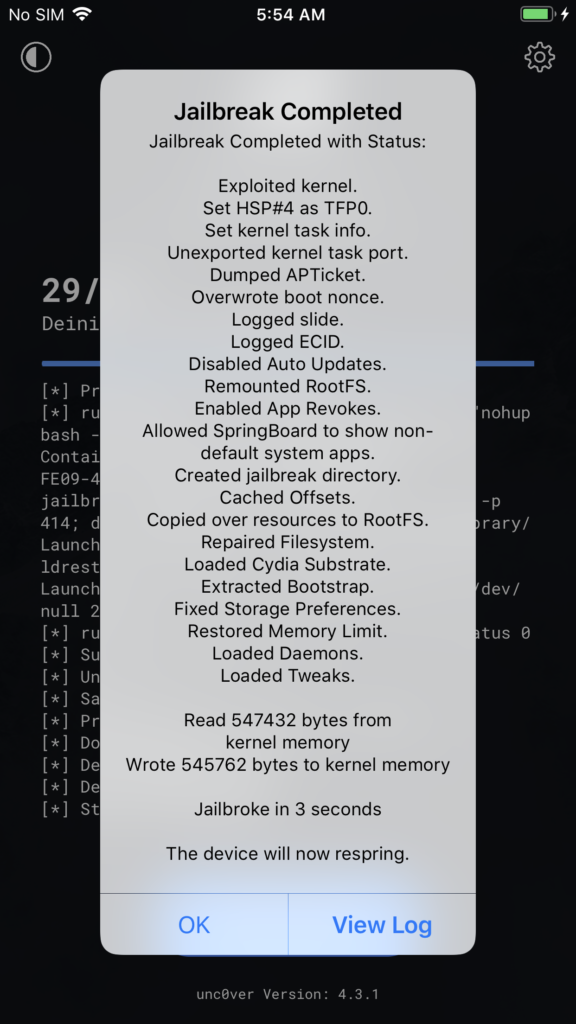 No SIM
5:54 AM
Jailbreak Completed
Jailbreak Completed with Status:
Exploited kernel.
Set HSP#4 as TFP0.
Set kernel task info.
Unexported kernel task port.
Dumped APTicket.
Overwrote boot nonce.
Logged slide.
Logged ECID.
Disabled Auto Updates.
Remounted RootFS.
Enabled App Revokes.
Allowed SpringBoard to show non-
default system apps.
Created jailbreak directory.
Cached Offsets.
Copied over resources to RootFS.
Repaired Filesystem.
Loaded Cydia Substrate.
Extracted Bootstrap.
Fixed Storage Preferences.
Restored Memory Limit.
Loaded Daemons.
Loaded Tweaks.
Read 547432 bytes from
kernel memory
Wrote 545762 bytes to kernel memory
Jailbroke in 3 seconds
The device will now respring.
OK
View Log
29/
Deini
[*] Pr
[*] ru 'nohup
bash -
Contai
FE09-4
jailbr -p
414; d brary/
Launch
ldrest
Launch /dev/
null 2
[*] ru atus 0
[*] Su
[*] Un
[*] Sa
[*] Pr
[*] Do
[*] De
[*] De
[*] St
unc0ver Version: 4.3.1